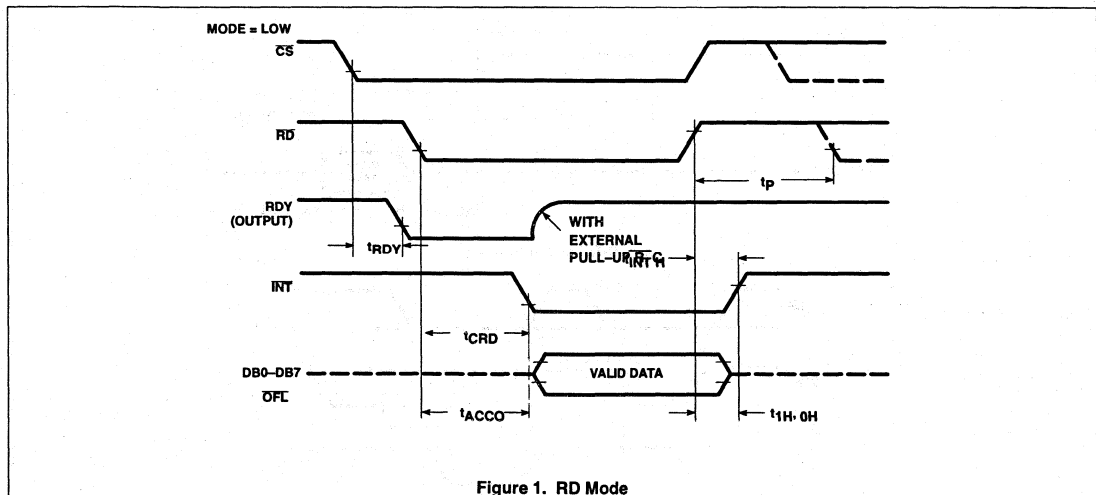 MODE = LOW
CS
RD
tP
RDY
(OUTPUT)
WITH
EXTERNAL
PULL–UP
tRDY
INT H
INT
tCRD
DB0–DB7
OFL
VALID DATA
tACCO
t1H, 0H
Figure 1. RD Mode